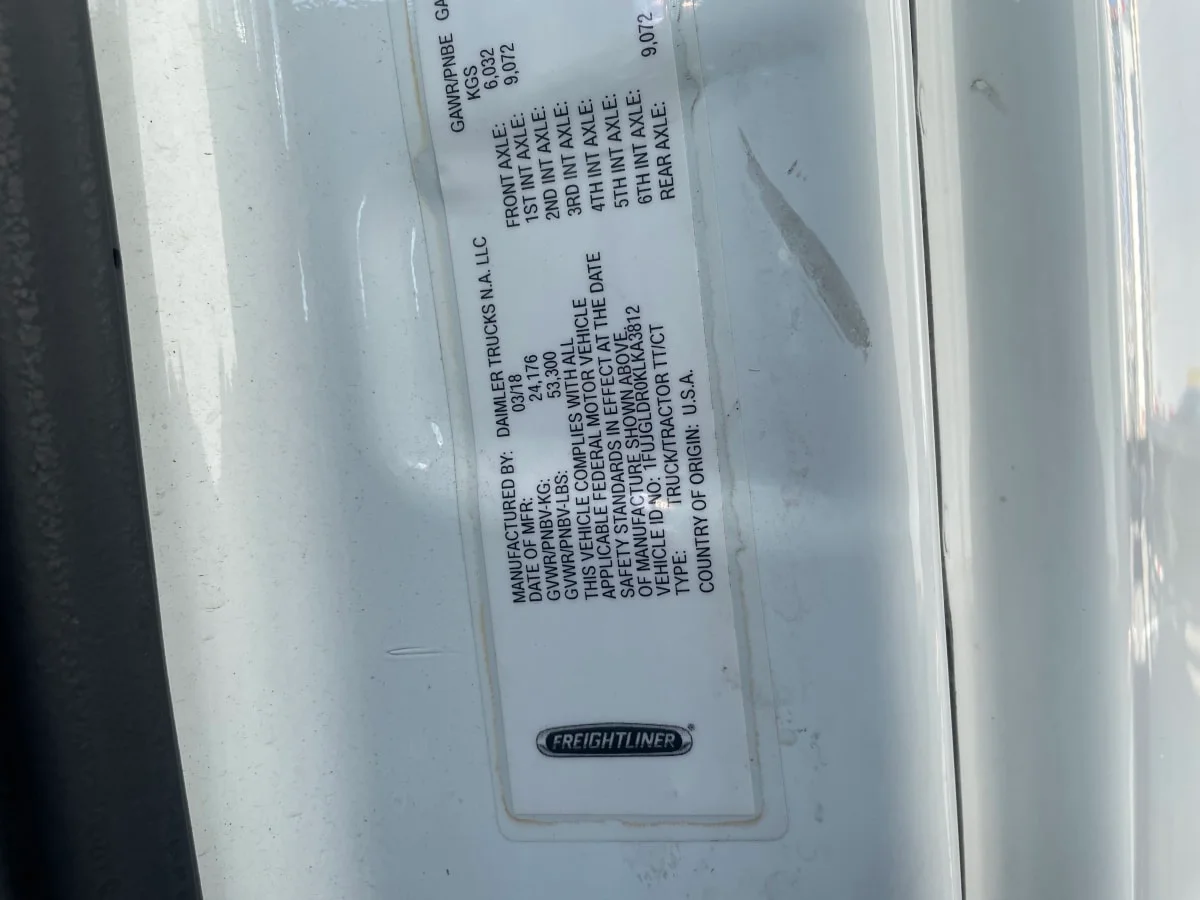 FREIGHTLINER®
MANUFACTURED BY: DAIMLER TRUCKS N.A. LLC
DATE OF MFR: 03/18
GVWR/PNBV-KG: 24,176
GVWR/PNBV-LBS: 53,300
THIS VEHICLE COMPLIES WITH ALL
APPLICABLE FEDERAL MOTOR VEHICLE
SAFETY STANDARDS IN EFFECT AT THE DATE
OF MANUFACTURE SHOWN ABOVE
VEHICLE ID NO: 1FUJGLDR0KLKA3812
TYPE: TRUCK/TRACTOR TT/CT
COUNTRY OF ORIGIN: U.S.A.
GAWR/PNBE GA
KGS
FRONT AXLE: 6,032
1ST INT AXLE: 9,072
2ND INT AXLE:
3RD INT AXLE:
4TH INT AXLE:
5TH INT AXLE:
6TH INT AXLE:
REAR AXLE: 9,072